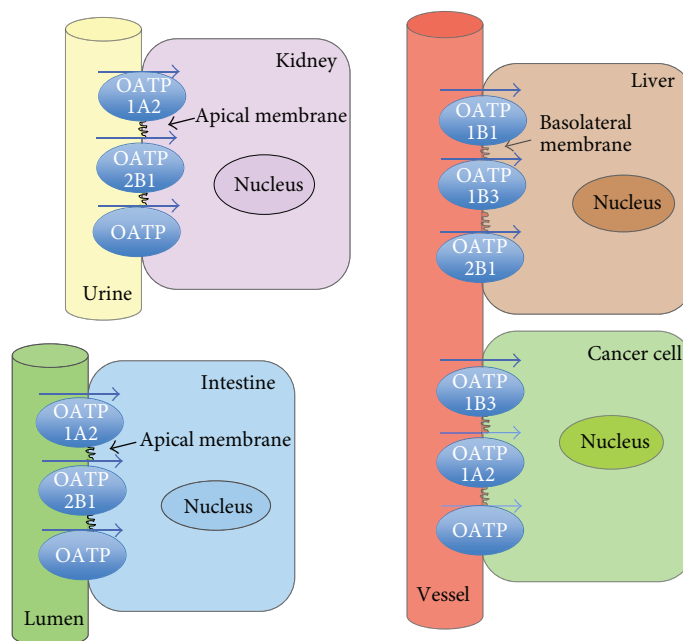 Kidney
OATP
1A2
Apical membrane
OATP
2B1
Nucleus
OATP
Urine
Intestine
OATP
1A2
Apical membrane
OATP
2B1
Nucleus
OATP
Lumen
Liver
OATP
1B1
Basolateral
membrane
OATP
1B3
Nucleus
OATP
2B1
Cancer cell
OATP
1B3
Nucleus
OATP
1A2
OATP
Vessel